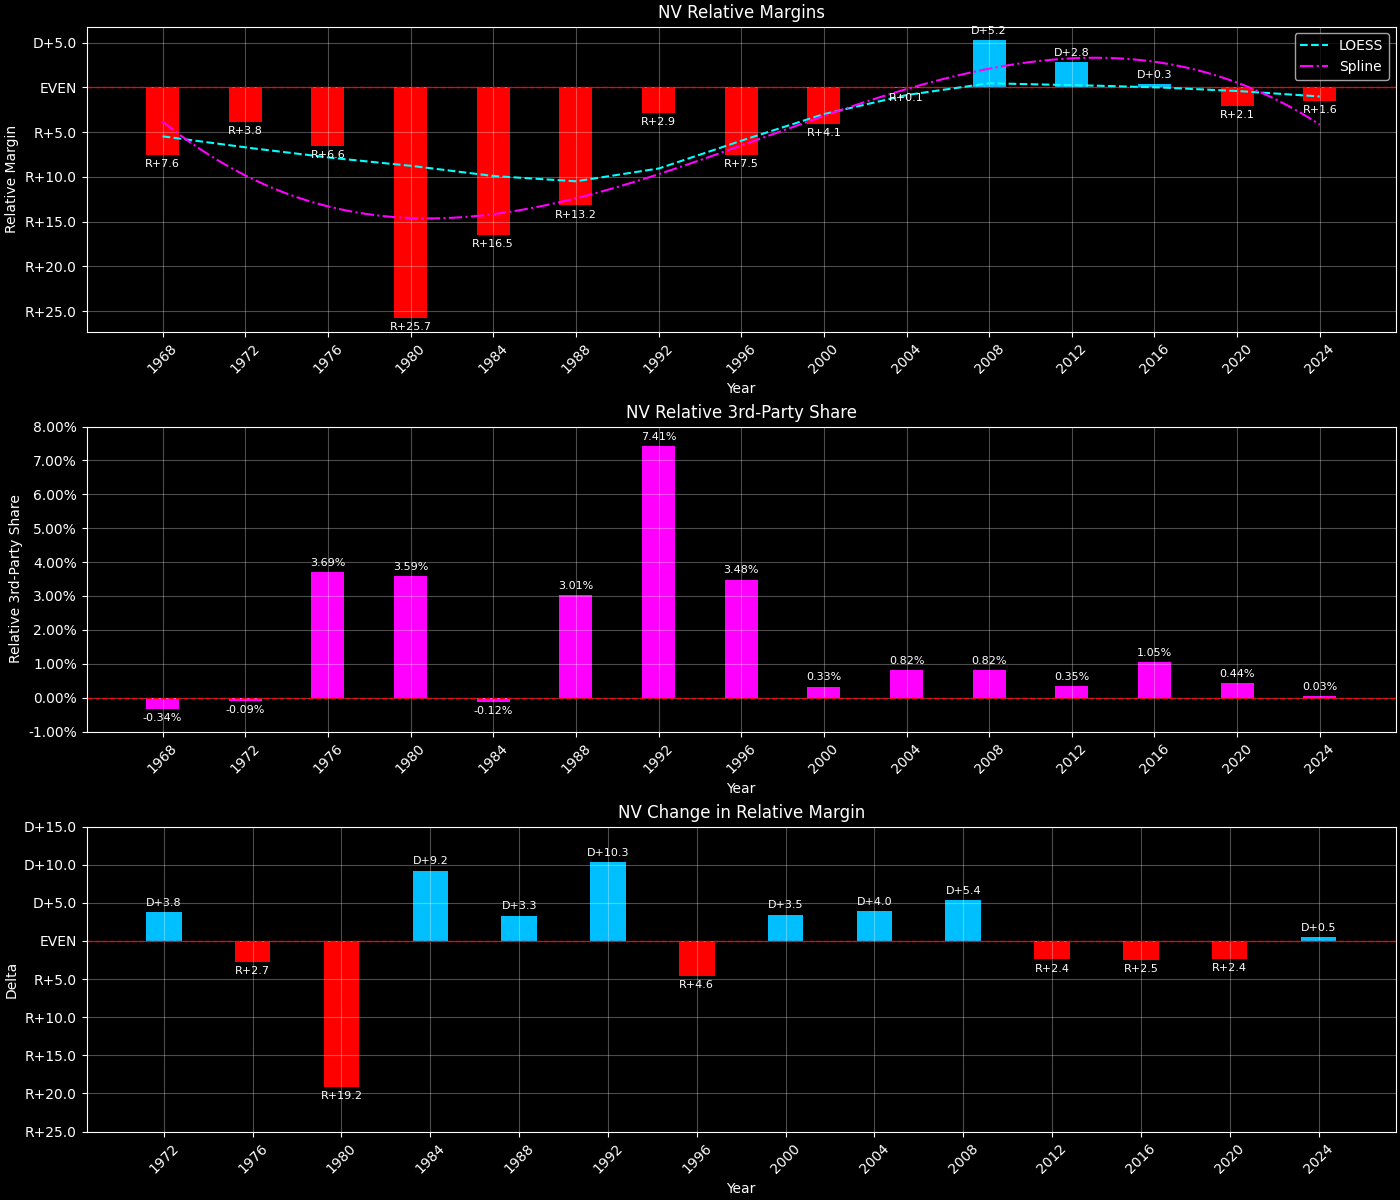 NV Relative Margins
Relative Margin
D+5.0
EVEN
R+5.0
R+10.0
R+15.0
R+20.0
R+25.0
R+7.6
R+3.8
R+6.6
R+25.7
R+16.5
R+13.2
R+2.9
R+7.5
R+4.1
R+0.1
D+5.2
D+2.8
D+0.3
R+2.1
R+1.6
LOESS
Spline
1968
1972
1976
1980
1984
1988
1992
1996
2000
2004
2008
2012
2016
2020
2024
Year
NV Relative 3rd-Party Share
Relative 3rd-Party Share
8.00%
7.00%
6.00%
5.00%
4.00%
3.00%
2.00%
1.00%
0.00%
-1.00%
-0.34%
-0.09%
3.69%
3.59%
-0.12%
3.01%
7.41%
3.48%
0.33%
0.82%
0.82%
0.35%
1.05%
0.44%
0.03%
1968
1972
1976
1980
1984
1988
1992
1996
2000
2004
2008
2012
2016
2020
2024
Year
NV Change in Relative Margin
Delta
D+15.0
D+10.0
D+5.0
EVEN
R+5.0
R+10.0
R+15.0
R+20.0
R+25.0
D+3.8
R+2.7
R+19.2
D+9.2
D+3.3
D+10.3
R+4.6
D+3.5
D+4.0
D+5.4
R+2.4
R+2.5
R+2.4
D+0.5
1972
1976
1980
1984
1988
1992
1996
2000
2004
2008
2012
2016
2020
2024
Year